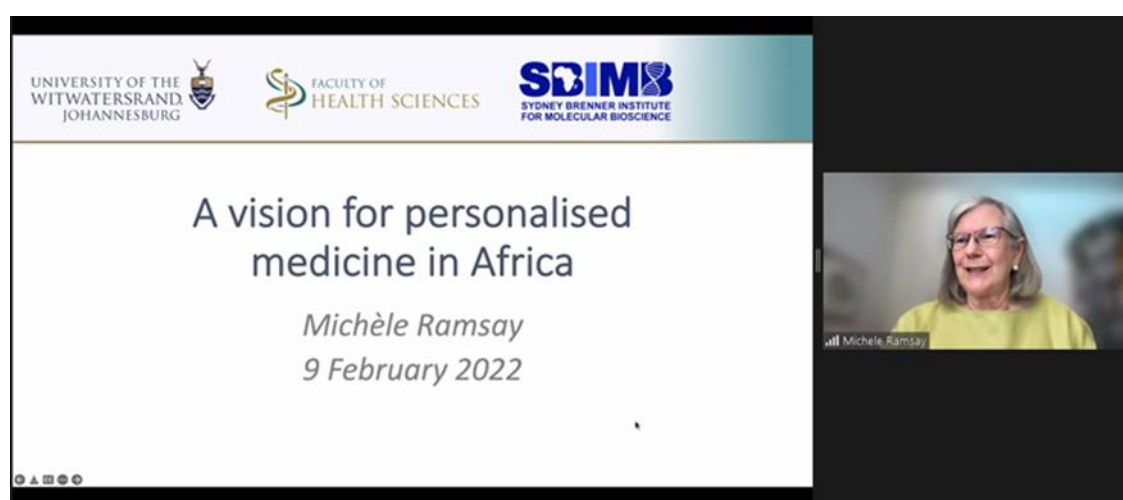 UNIVERSITY OF THE
WITWATERSRAND,
JOHANNESBURG
FACULTY OF
HEALTH SCIENCES
SBIMB
SYDNEY BRENNER INSTITUTE
FOR MOLECULAR BIOSCIENCE
A vision for personalised
medicine in Africa
Michèle Ramsay
9 February 2022
Michele Ramsay